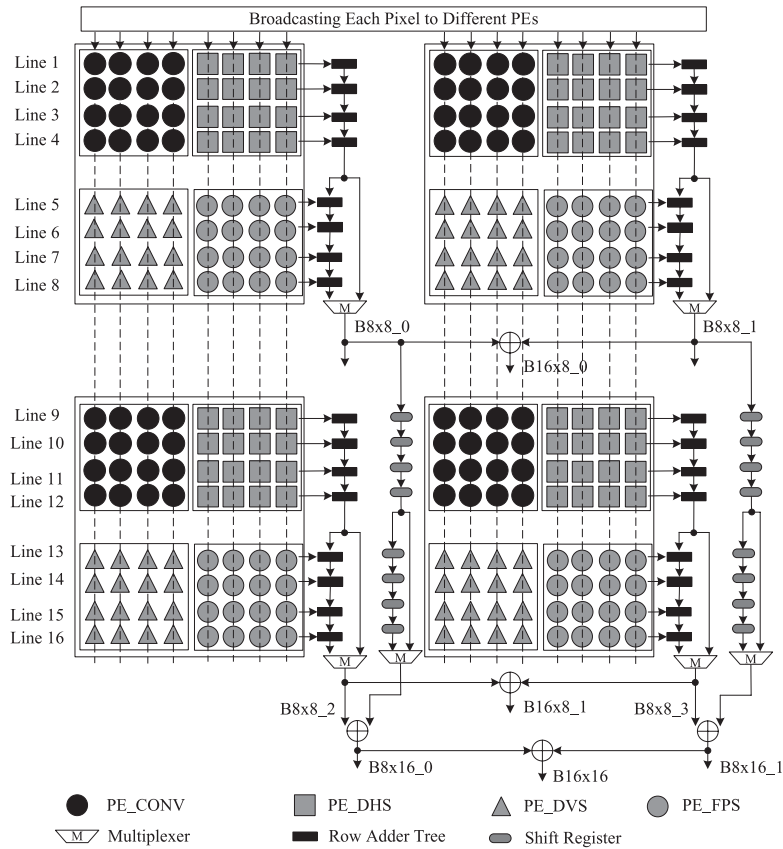 Broadcasting Each Pixel to Different PEs
Line 1
Line 2
Line 3
Line 4
Line 5
Line 6
Line 7
Line 8
M
M
B8x8_0
B8x8_1
B16x8_0
Line 9
Line 10
Line 11
Line 12
Line 13
Line 14
Line 15
Line 16
M
M
M
M
B8x8_2
B16x8_1
B8x8_3
B8x16_0
B16x16
B8x16_1
PE_CONV
PE_DHS
PE_DVS
PE_FPS
M
Multiplexer
Row Adder Tree
Shift Register